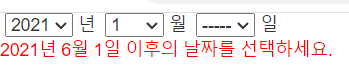 2021 년 1 월 ----- 일
2021년 6월 1일 이후의 날짜를 선택하세요.